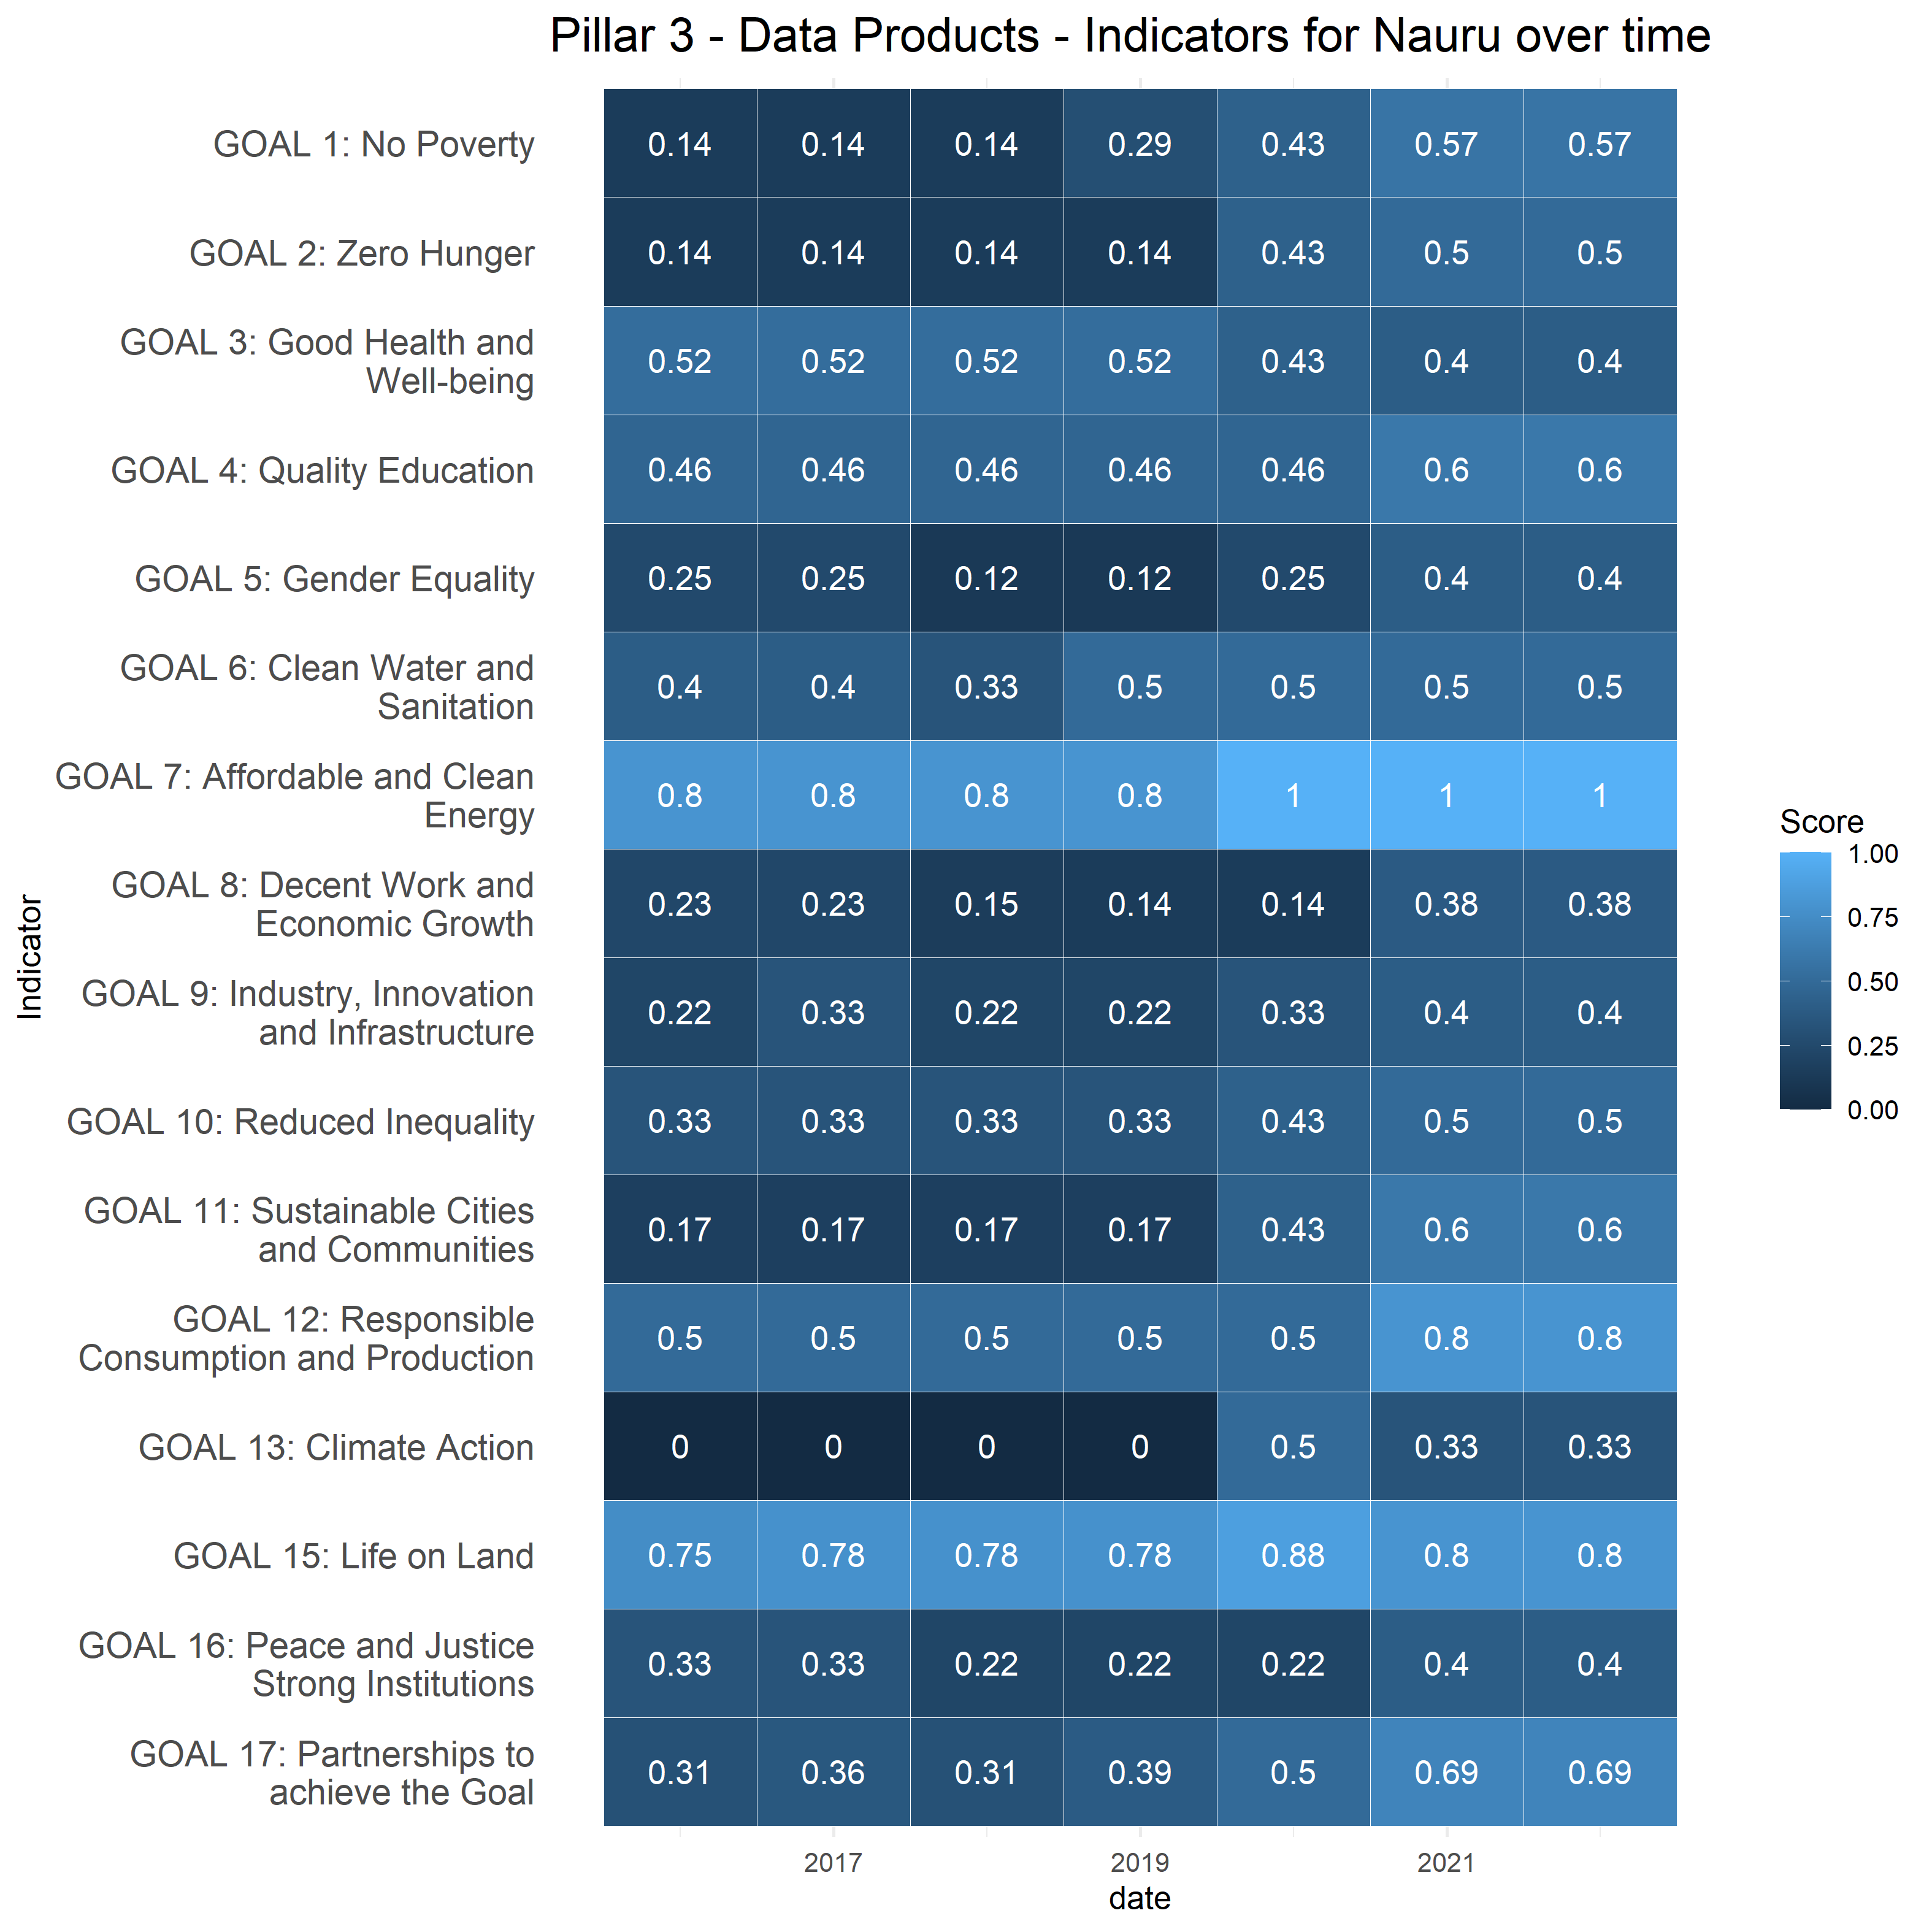 Pillar 3 - Data Products - Indicators for Nauru over time
GOAL 1: No Poverty
0.14 0.14 0.14 0.29 0.43 0.57 0.57
GOAL 2: Zero Hunger
0.14 0.14 0.14 0.14 0.43 0.5 0.5
GOAL 3: Good Health and
Well-being
0.52 0.52 0.52 0.52 0.43 0.4 0.4
GOAL 4: Quality Education
0.46 0.46 0.46 0.46 0.46 0.6 0.6
GOAL 5: Gender Equality
0.25 0.25 0.12 0.12 0.25 0.4 0.4
GOAL 6: Clean Water and
Sanitation
0.4 0.4 0.33 0.5 0.5 0.5 0.5
GOAL 7: Affordable and Clean
Energy
0.8 0.8 0.8 0.8 1 1 1
GOAL 8: Decent Work and
Economic Growth
0.23 0.23 0.15 0.14 0.14 0.38 0.38
GOAL 9: Industry, Innovation
and Infrastructure
0.22 0.33 0.22 0.22 0.33 0.4 0.4
GOAL 10: Reduced Inequality
0.33 0.33 0.33 0.33 0.43 0.5 0.5
GOAL 11: Sustainable Cities
and Communities
0.17 0.17 0.17 0.17 0.43 0.6 0.6
GOAL 12: Responsible
Consumption and Production
0.5 0.5 0.5 0.5 0.5 0.8 0.8
GOAL 13: Climate Action
0 0 0 0 0.5 0.33 0.33
GOAL 15: Life on Land
0.75 0.78 0.78 0.78 0.88 0.8 0.8
GOAL 16: Peace and Justice
Strong Institutions
0.33 0.33 0.22 0.22 0.22 0.4 0.4
GOAL 17: Partnerships to
achieve the Goal
0.31 0.36 0.31 0.39 0.5 0.69 0.69
2017 2019 2021
date
Indicator
Score
1.00
0.75
0.50
0.25
0.00